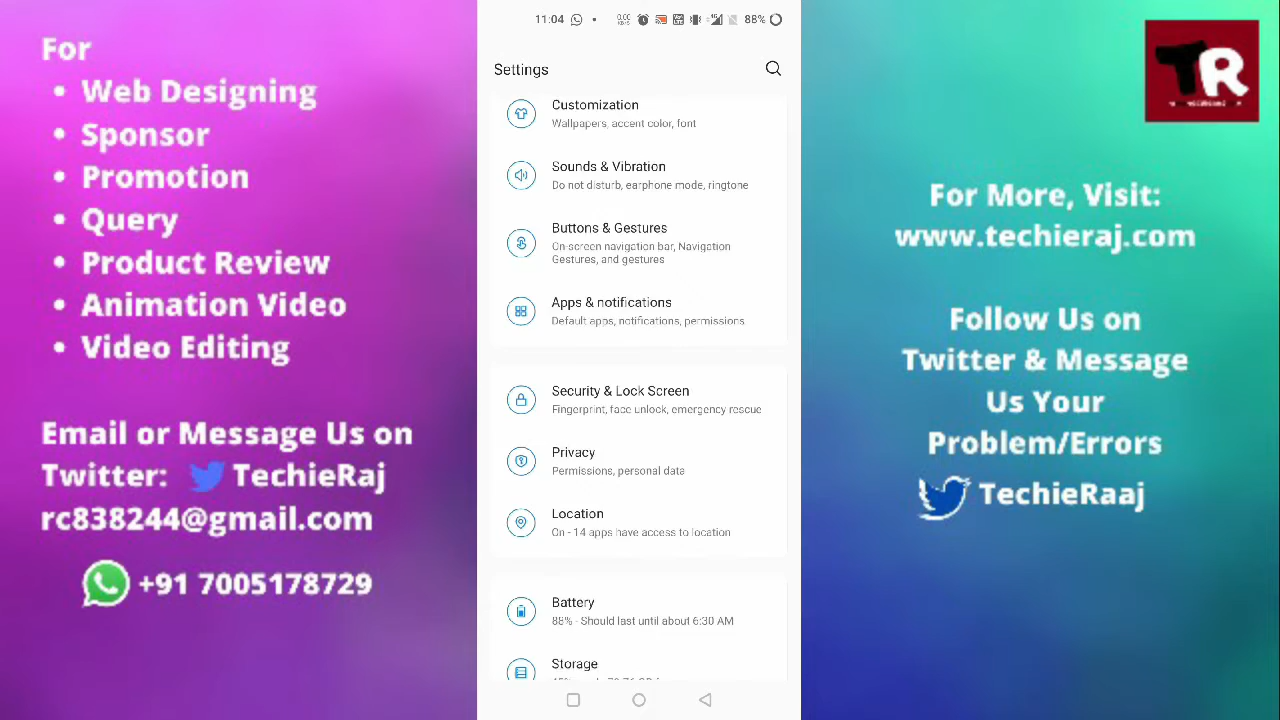 For
• Web Designing
• Sponsor
• Promotion
• Query
• Product Review
• Animation Video
• Video Editing
Email or Message Us on
Twitter: TechieRaj
rc838244@gmail.com
+91 7005178729
11:04
88%
Settings
Customization
Wallpapers, accent color, font
Sounds & Vibration
Do not disturb, earphone mode, ringtone
Buttons & Gestures
On-screen navigation bar, Navigation
Gestures, and gestures
Apps & notifications
Default apps, notifications, permissions
Security & Lock Screen
Fingerprint, face unlock, emergency rescue
Privacy
Permissions, personal data
Location
On - 14 apps have access to location
Battery
88% - Should last until about 6:30 AM
Storage
TR
For More, Visit:
www.techieraj.com
Follow Us on
Twitter & Message
Us Your
Problem/Errors
TechieRaaj